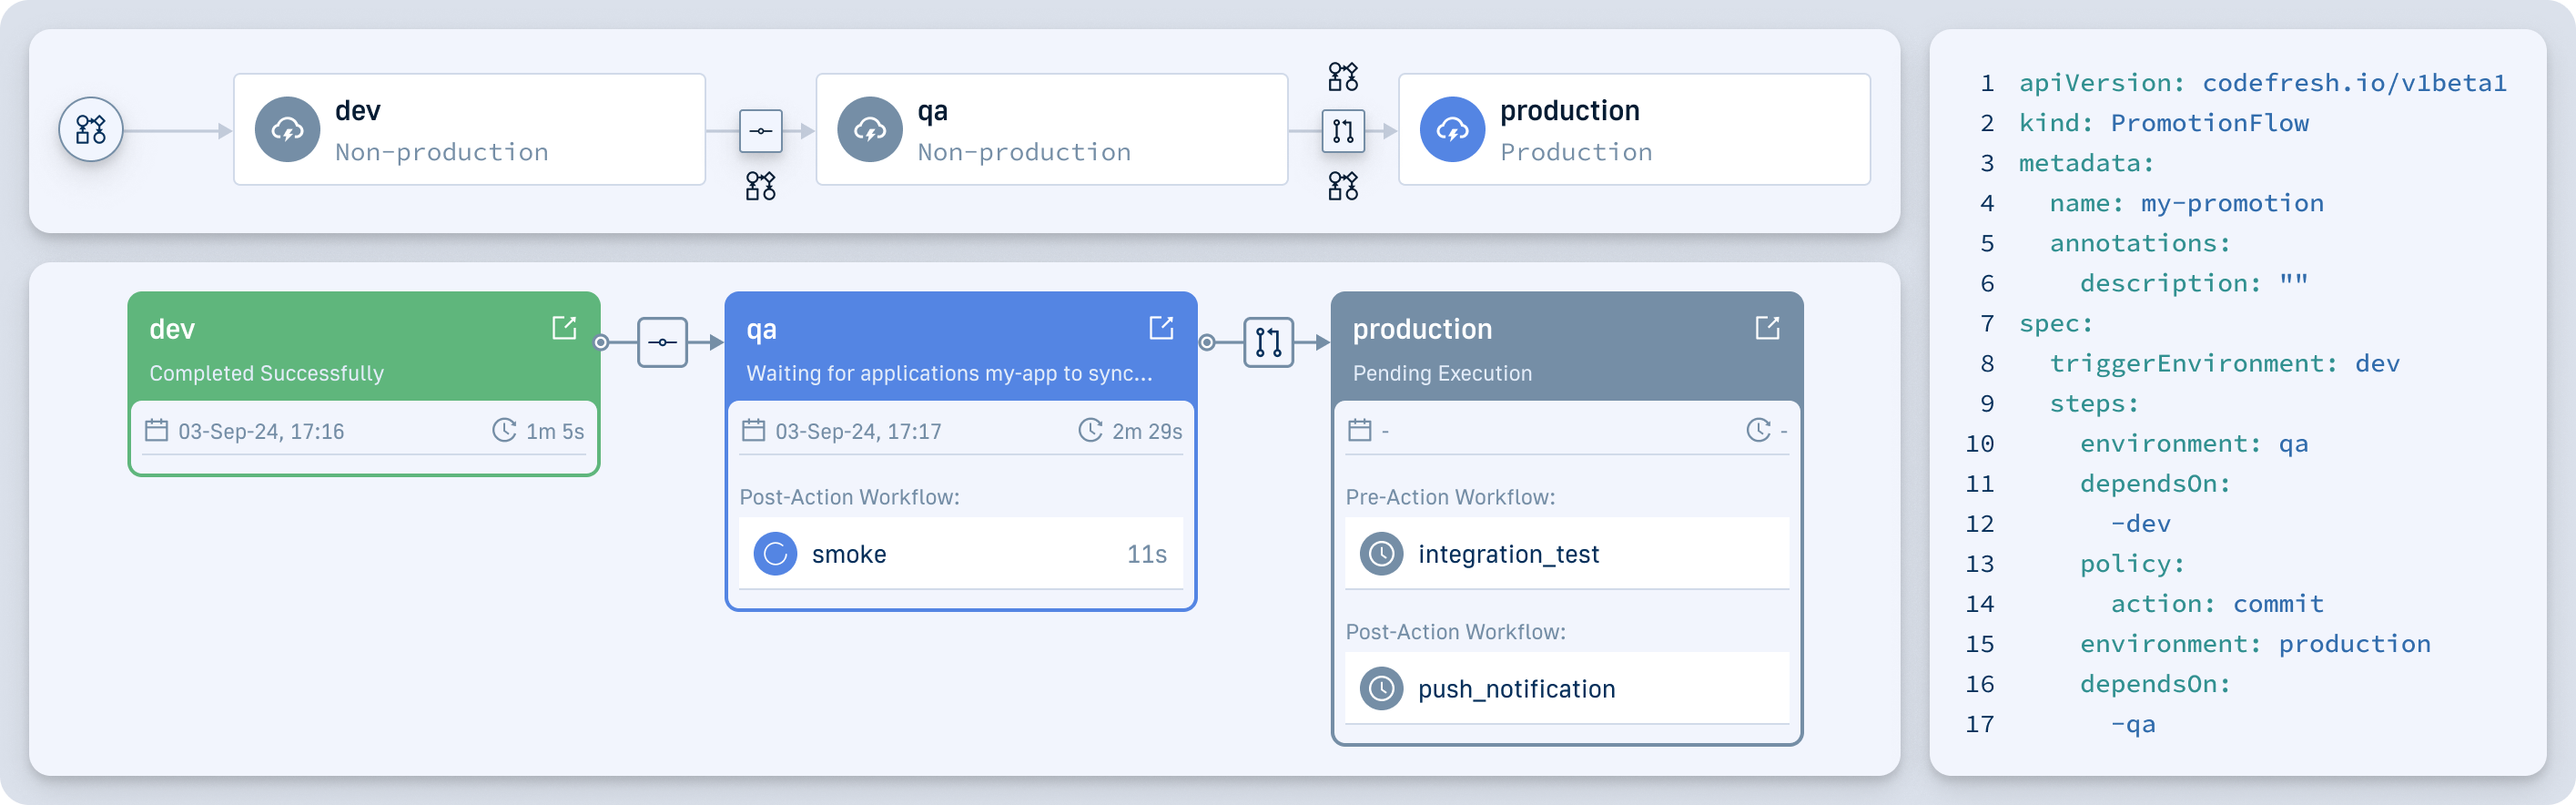 dev
Non-production
qa
Non-production
production
Production
dev
Completed Successfully
03-Sep-24, 17:16
1m 5s
qa
Waiting for applications my-app to sync...
03-Sep-24, 17:17
2m 29s
Post-Action Workflow:
smoke
11s
production
Pending Execution
-
-
Pre-Action Workflow:
integration_test
Post-Action Workflow:
push_notification
1 apiVersion: codefresh.io/v1beta1
2 kind: PromotionFlow
3 metadata:
4   name: my-promotion
5   annotations:
6     description: ""
7 spec:
8   triggerEnvironment: dev
9   steps:
10     environment: qa
11     dependsOn:
12       -dev
13     policy:
14       action: commit
15     environment: production
16     dependsOn:
17       -qa